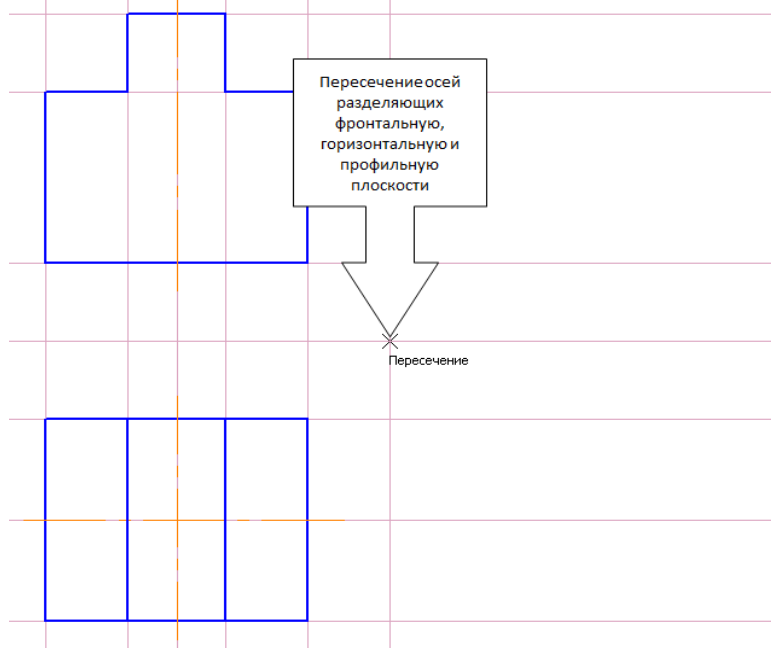 Пересечение осей
разделяющих
фронтальную,
горизонтальную и
профильную
плоскости
Пересечение